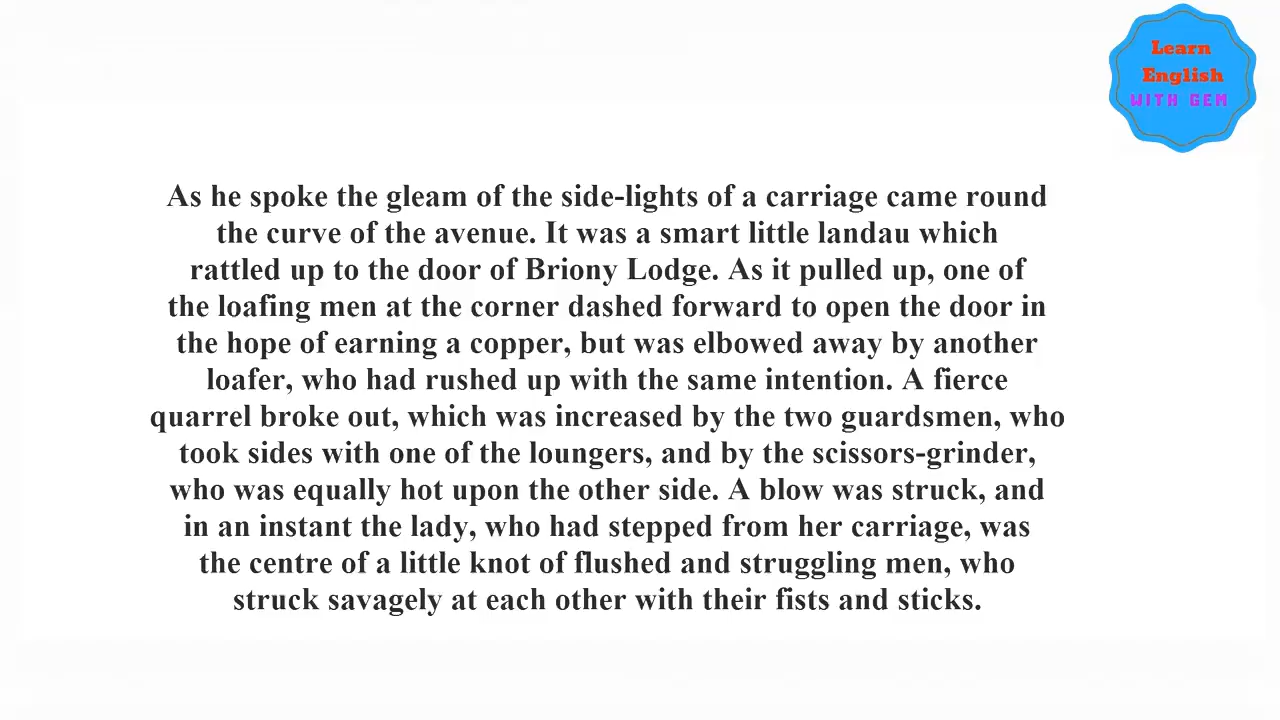 Learn
English
WITH GEM
As he spoke the gleam of the side-lights of a carriage came round
the curve of the avenue. It was a smart little landau which
rattled up to the door of Briony Lodge. As it pulled up, one of
the loafing men at the corner dashed forward to open the door in
the hope of earning a copper, but was elbowed away by another
loafer, who had rushed up with the same intention. A fierce
quarrel broke out, which was increased by the two guardsmen, who
took sides with one of the loungers, and by the scissors-grinder,
who was equally hot upon the other side. A blow was struck, and
in an instant the lady, who had stepped from her carriage, was
the centre of a little knot of flushed and struggling men, who
struck savagely at each other with their fists and sticks.